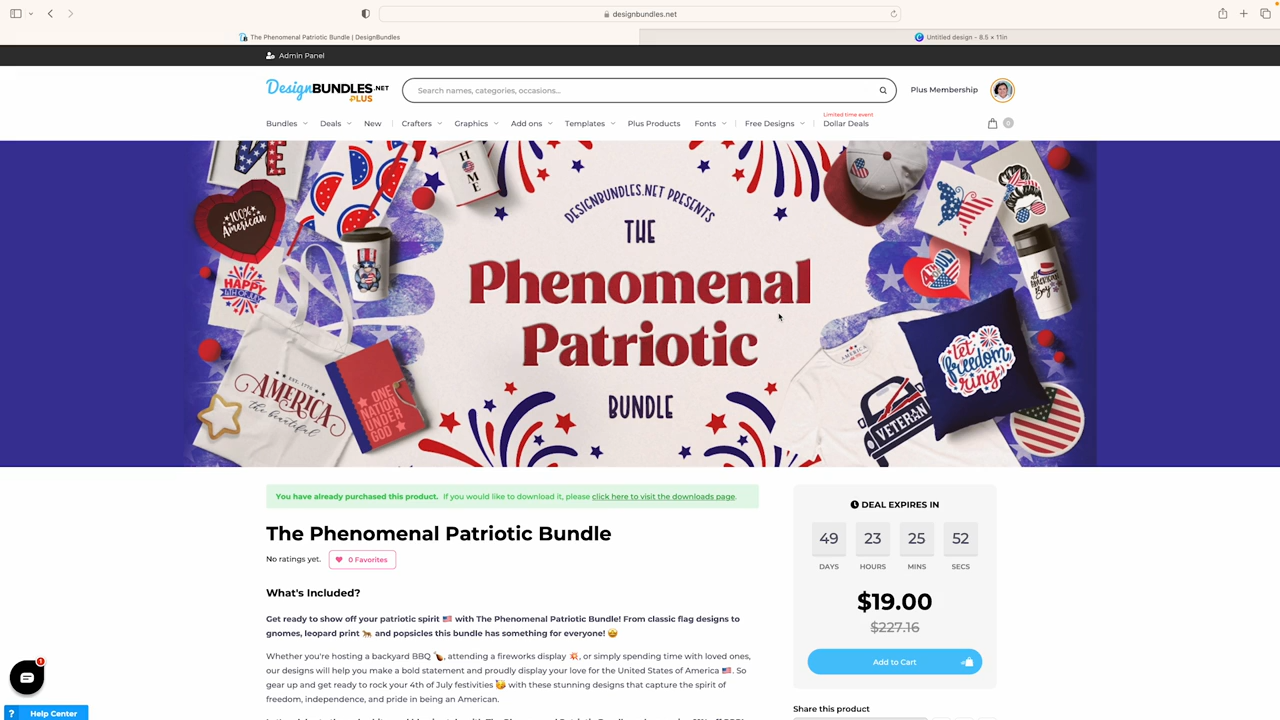 designbundles.net
The Phenomenal Patriotic Bundle | DesignBundles
Untitled design - 8.5 × 11in
Admin Panel
DesignBUNDLES.NET
PLUS
Search names, categories, occasions...
Plus Membership
Limited time event
Bundles Deals New Crafters Graphics Add ons Templates Plus Products Fonts Free Designs Dollar Deals
0
HOME
100%
American
DESIGNBUNDLES.NET PRESENTS
THE
Phenomenal
Patriotic
BUNDLE
HAPPY
4TH OF JULY
EST. 1776
AMERICA
the beautiful
ONE
NATION
UNDER
GOD
4 JULY
All
American
Boy
AMERICA
VETERAN
let
freedom
ring
You have already purchased this product. If you would like to download it, please click here to visit the downloads page.
The Phenomenal Patriotic Bundle
No ratings yet.
0 Favorites
What's Included?
Get ready to show off your patriotic spirit 🇺🇸 with The Phenomenal Patriotic Bundle! From classic flag designs to
gnomes, leopard print 🐆 and popsicles this bundle has something for everyone! 🤩
Whether you're hosting a backyard BBQ 🍗, attending a fireworks display 💥, or simply spending time with loved ones,
our designs will help you make a bold statement and proudly display your love for the United States of America 🇺🇸. So
gear up and get ready to rock your 4th of July festivities 🥳 with these stunning designs that capture the spirit of
freedom, independence, and pride in being an American.
DEAL EXPIRES IN
49 23 25 52
DAYS HOURS MINS SECS
$19.00
$227.16
Add to Cart
Share this product
1
? Help Center